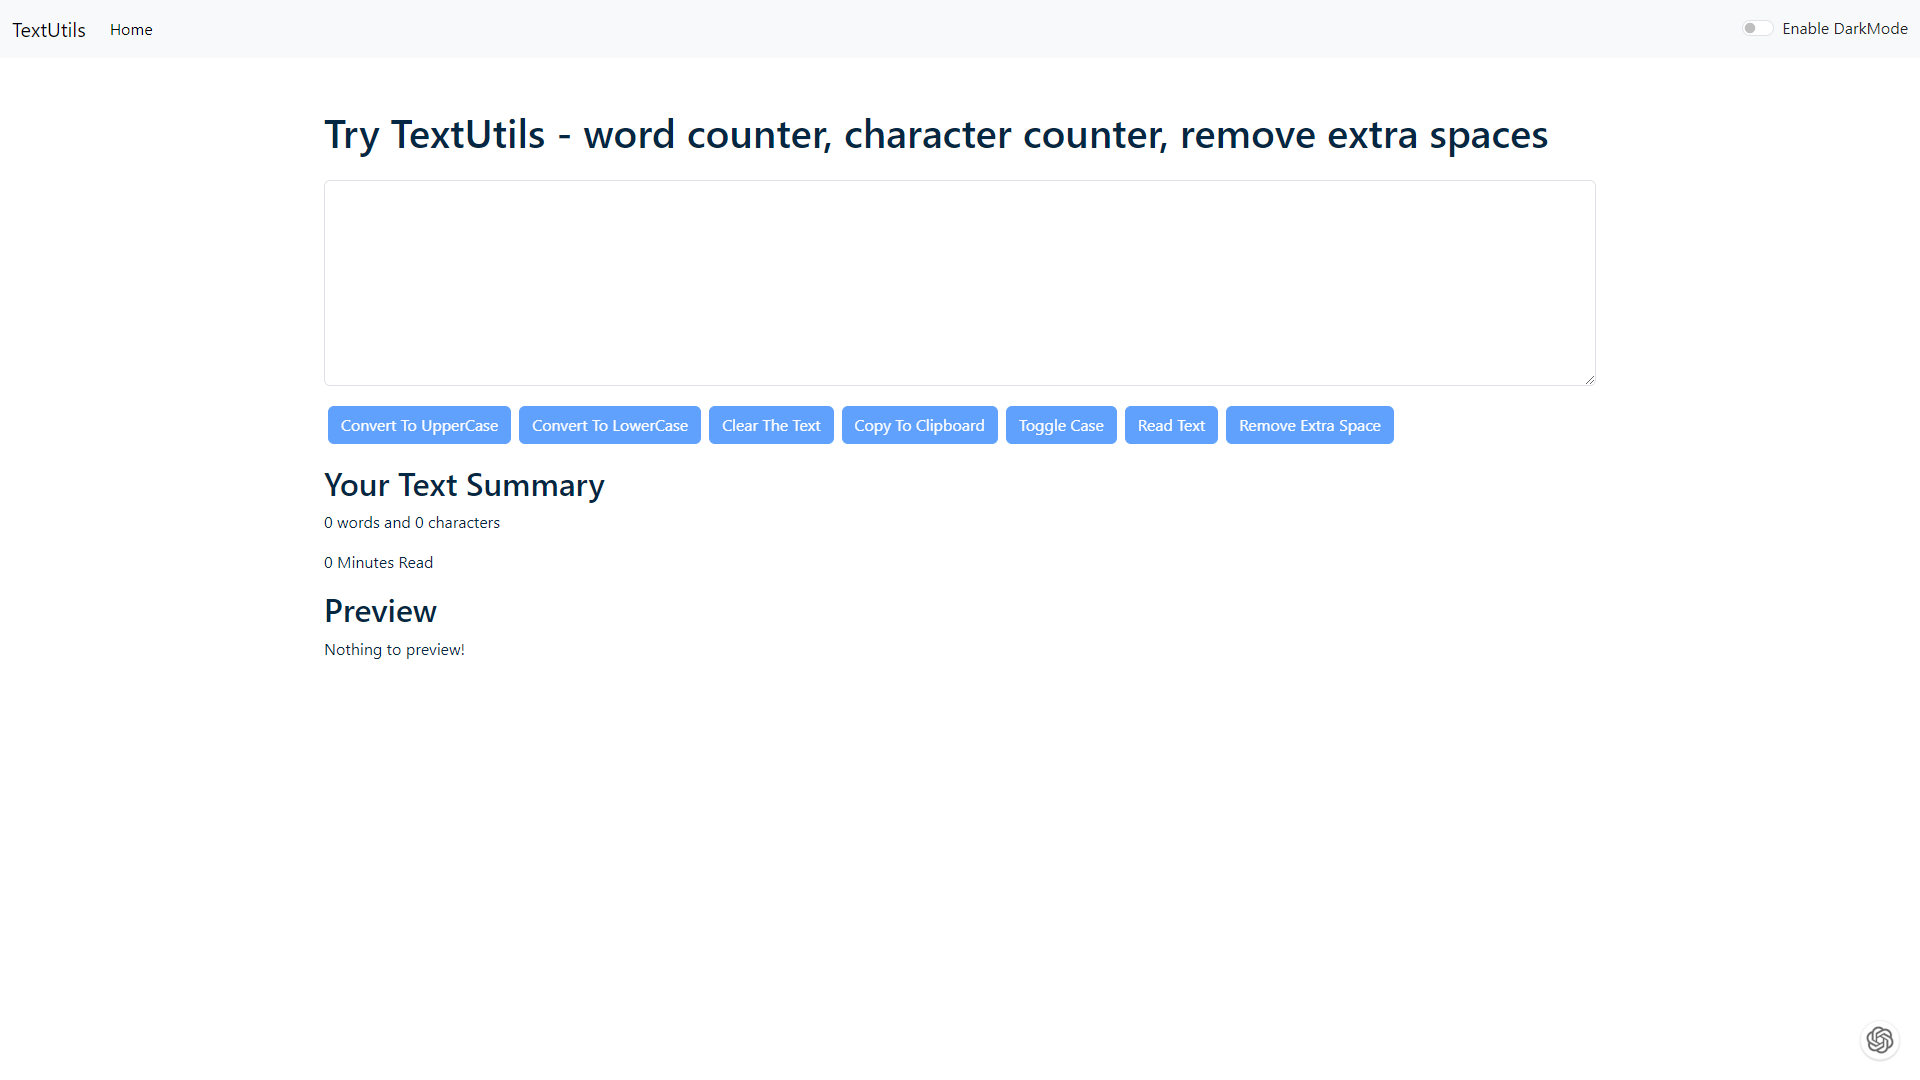 TextUtils Home Enable DarkMode
Try TextUtils - word counter, character counter, remove extra spaces
Convert To UpperCase Convert To LowerCase Clear The Text Copy To Clipboard Toggle Case Read Text Remove Extra Space
Your Text Summary
0 words and 0 characters
0 Minutes Read
Preview
Nothing to preview!